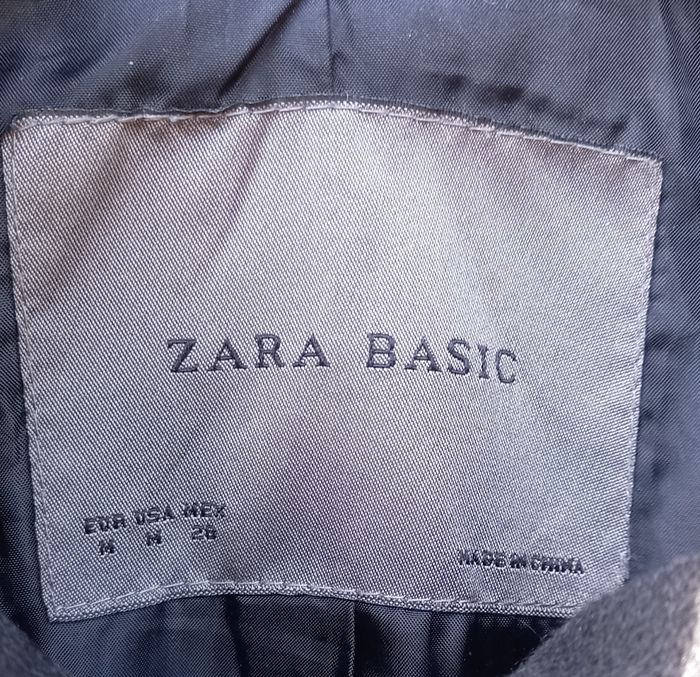 ZARA BASIC
EUR USA MEX
M M 28
MADE IN CHINA